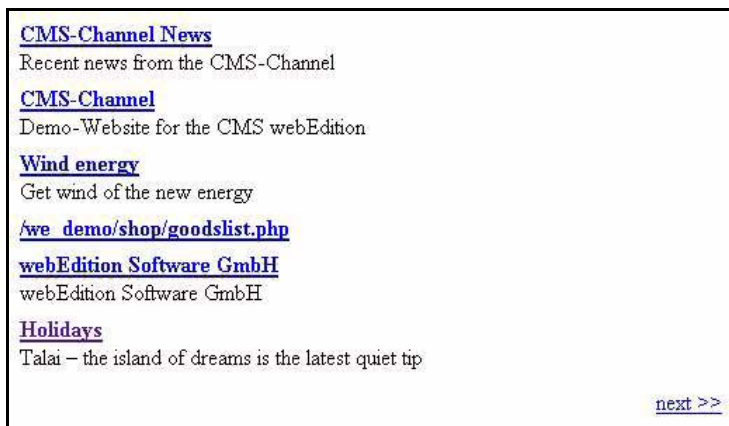 CMS-Channel News
Recent news from the CMS-Channel
CMS-Channel
Demo-Website for the CMS webEdition
Wind energy
Get wind of the new energy
/we_demo/shop/goodslist.php
webEdition Software GmbH
webEdition Software GmbH
Holidays
Talai – the island of dreams is the latest quiet tip
next >>